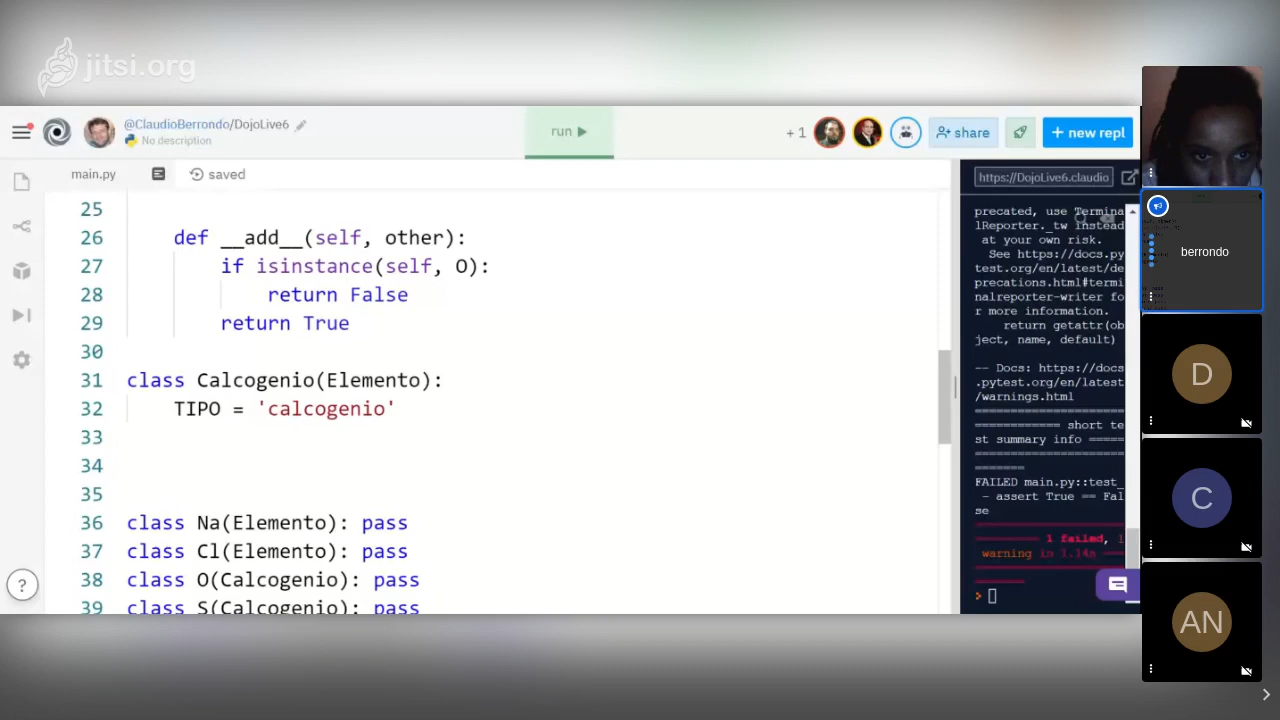 jitsi.org
@ClaudioBerrondo/DojoLive6
No description
run
+ 1
share
+ new repl
main.py
saved
https://DojoLive6.claudio
25
26 def __add__(self, other):
27 if isinstance(self, O):
28 return False
29 return True
30
31 class Calcogenio(Elemento):
32 TIPO = 'calcogenio'
33
34
35
36 class Na(Elemento): pass
37 class Cl(Elemento): pass
38 class O(Calcogenio): pass
39 class S(Calcogenio): pass
?
precated, use Termina
lReporter._tw instead
at your own risk.
See https://docs.py
test.org/en/latest/de
precations.html#termi
nalreporter-writer fo
r more information.
return getattr(ob
ject, name, default)
-- Docs: https://docs
.pytest.org/en/latest
/warnings.html
============ short te
st summary info =====
FAILED main.py::test_
- assert True == Fal
se
1 failed,
warning in 1.14s
berrondo
D
C
AN